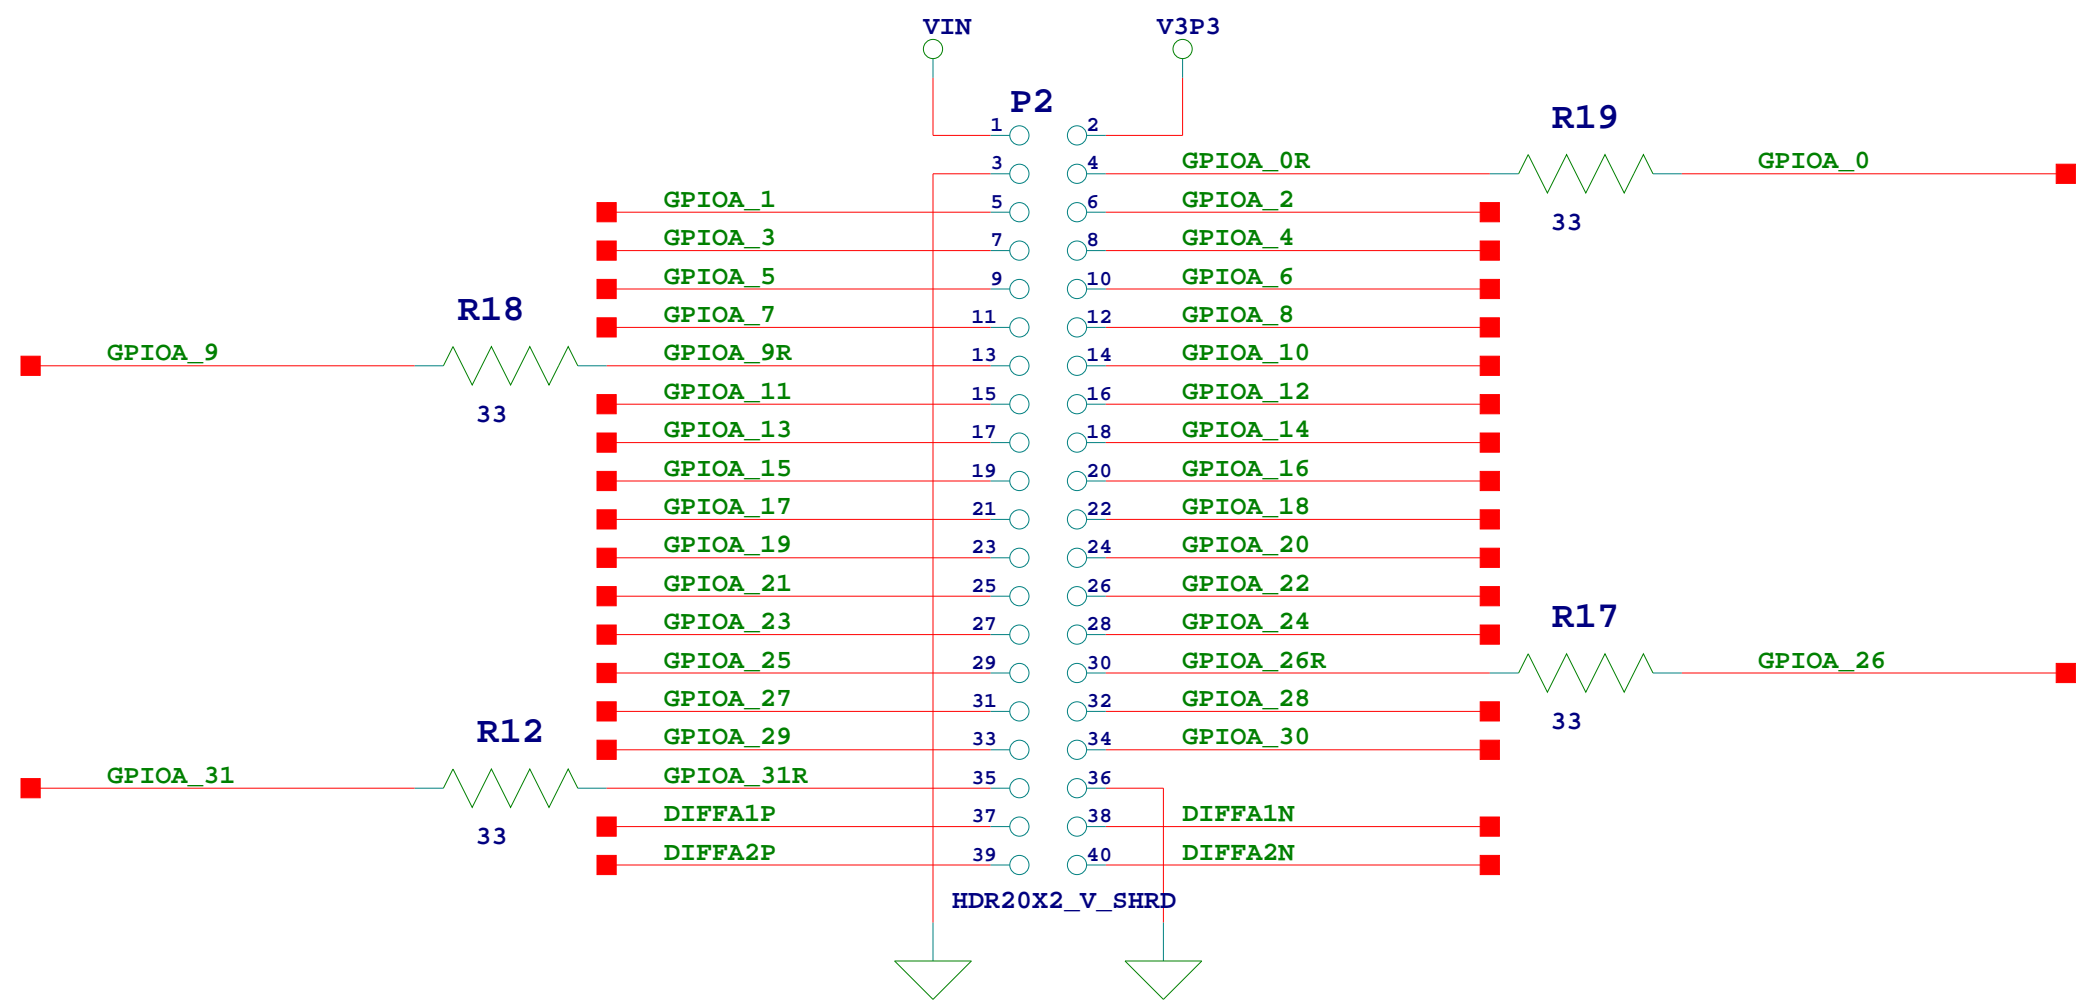 VIN V3P3
P2
R19
1 2
3 4 GPIOA_0R GPIOA_0
GPIOA_1 5 6 GPIOA_2
33
GPIOA_3 7 8 GPIOA_4
GPIOA_5 9 10 GPIOA_6
R18
GPIOA_7 11 12 GPIOA_8
GPIOA_9 GPIOA_9R 13 14 GPIOA_10
GPIOA_11 15 16 GPIOA_12
33
GPIOA_13 17 18 GPIOA_14
GPIOA_15 19 20 GPIOA_16
GPIOA_17 21 22 GPIOA_18
GPIOA_19 23 24 GPIOA_20
GPIOA_21 25 26 GPIOA_22
R17
GPIOA_23 27 28 GPIOA_24
GPIOA_25 29 30 GPIOA_26R GPIOA_26
GPIOA_27 31 32 GPIOA_28
33
R12
GPIOA_29 33 34 GPIOA_30
GPIOA_31 GPIOA_31R 35 36
DIFFA1P 37 38 DIFFA1N
33
DIFFA2P 39 40 DIFFA2N
HDR20X2_V_SHRD